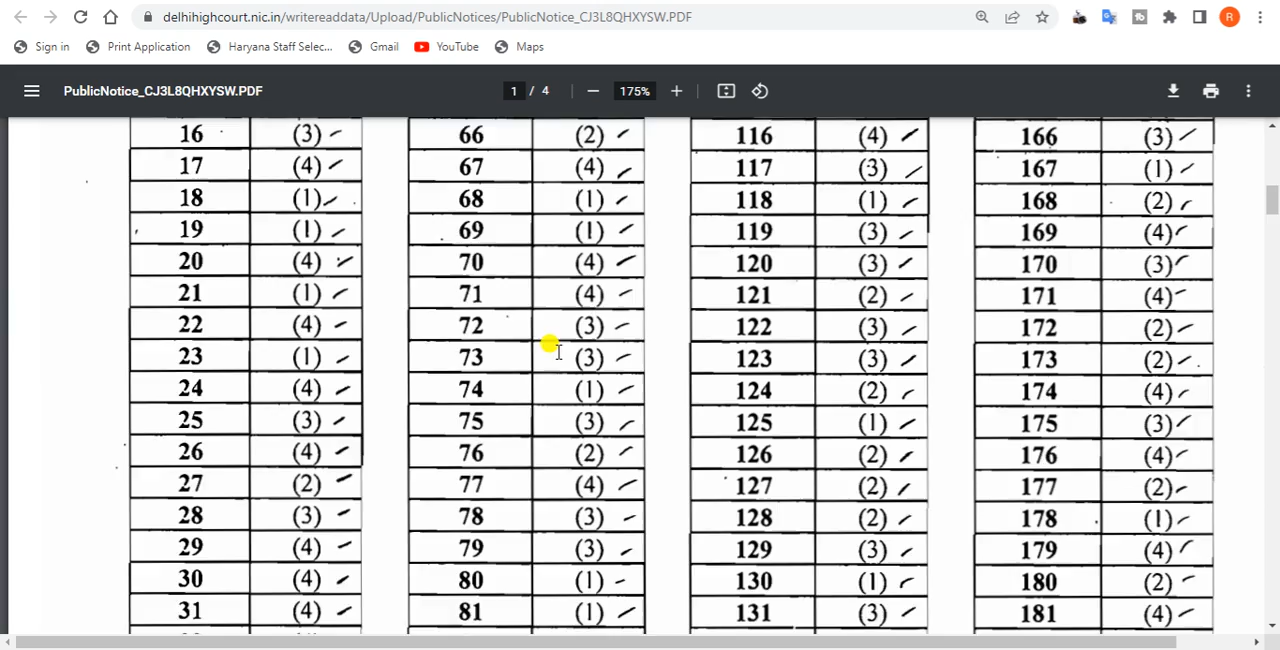 delhihighcourt.nic.in/writereaddata/Upload/PublicNotices/PublicNotice_CJ3L8QHXYSW.PDF
R
Sign in Print Application Haryana Staff Selec... Gmail YouTube Maps
PublicNotice_CJ3L8QHXYSW.PDF 1 / 4 175%
16 (3) 66 (2) 116 (4) 166 (3)
17 (4) 67 (4) 117 (3) 167 (1)
18 (1) 68 (1) 118 (1) 168 (2)
19 (1) 69 (1) 119 (3) 169 (4)
20 (4) 70 (4) 120 (3) 170 (3)
21 (1) 71 (4) 121 (2) 171 (4)
22 (4) 72 (3) 122 (3) 172 (2)
23 (1) 73 (3) 123 (3) 173 (2)
24 (4) 74 (1) 124 (2) 174 (4)
25 (3) 75 (3) 125 (1) 175 (3)
26 (4) 76 (2) 126 (2) 176 (4)
27 (2) 77 (4) 127 (2) 177 (2)
28 (3) 78 (3) 128 (2) 178 (1)
29 (4) 79 (3) 129 (3) 179 (4)
30 (4) 80 (1) 130 (1) 180 (2)
31 (4) 81 (1) 131 (3) 181 (4)